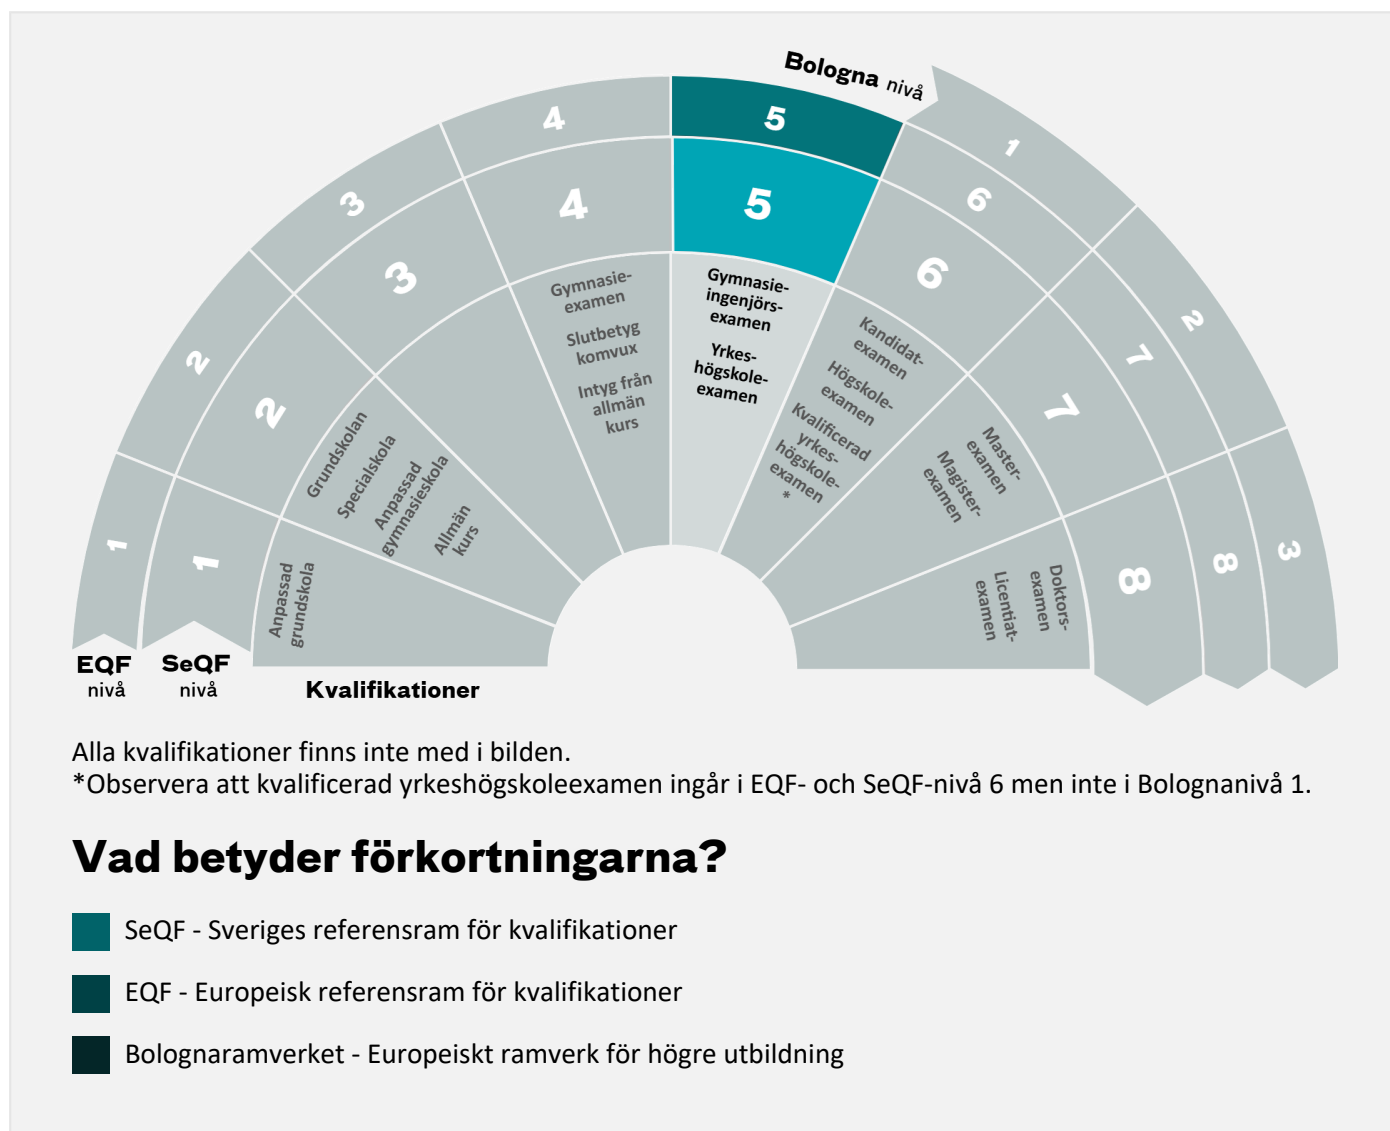 Bologna nivå
1
2
3
1
2
3
4
5
6
7
8
1
2
3
4
5
6
7
8
Anpassad
grundskola
Grundskolan
Specialskola
Anpassad
gymnasieskola
Allmän
kurs
Gymnasie-
examen
Slutbetyg
komvux
Intyg från
allmän
kurs
Gymnasie-
ingenjörs-
examen
Yrkes-
högskole-
examen
Kandidat-
examen
Högskole-
examen
Kvalificerad
yrkes-
högskole-
examen
*
Master-
examen
Magister-
examen
Doktors-
examen
Licentiat-
examen
EQF
nivå
SeQF
nivå
Kvalifikationer
Alla kvalifikationer finns inte med i bilden.
*Observera att kvalificerad yrkeshögskoleexamen ingår i EQF- och SeQF-nivå 6 men inte i Bolognanivå 1.
Vad betyder förkortningarna?
SeQF - Sveriges referensram för kvalifikationer
EQF - Europeisk referensram för kvalifikationer
Bolognaramverket - Europeiskt ramverk för högre utbildning